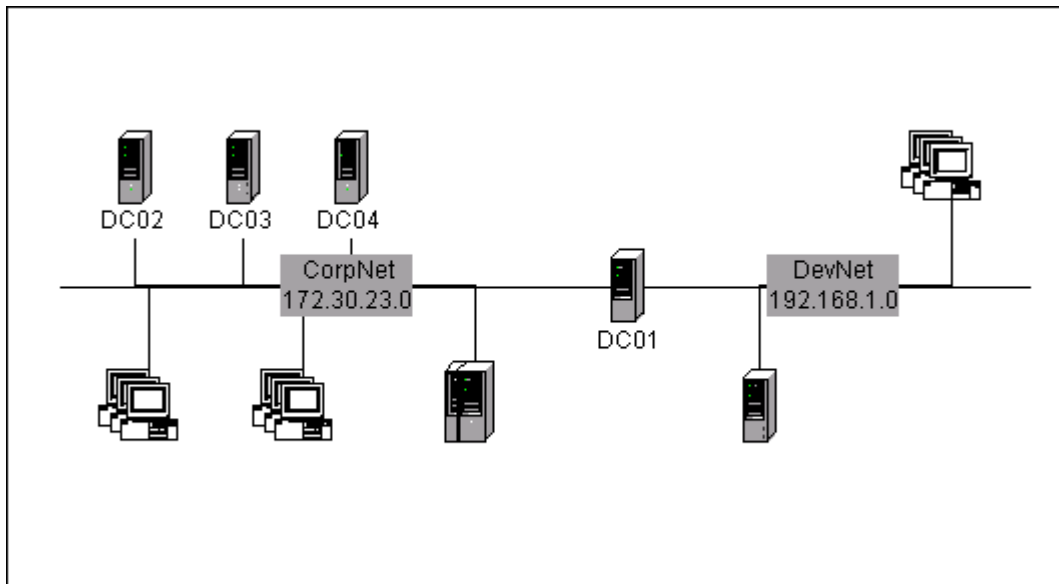 DC02
DC03
DC04
CorpNet
172.30.23.0
DevNet
192.168.1.0
DC01